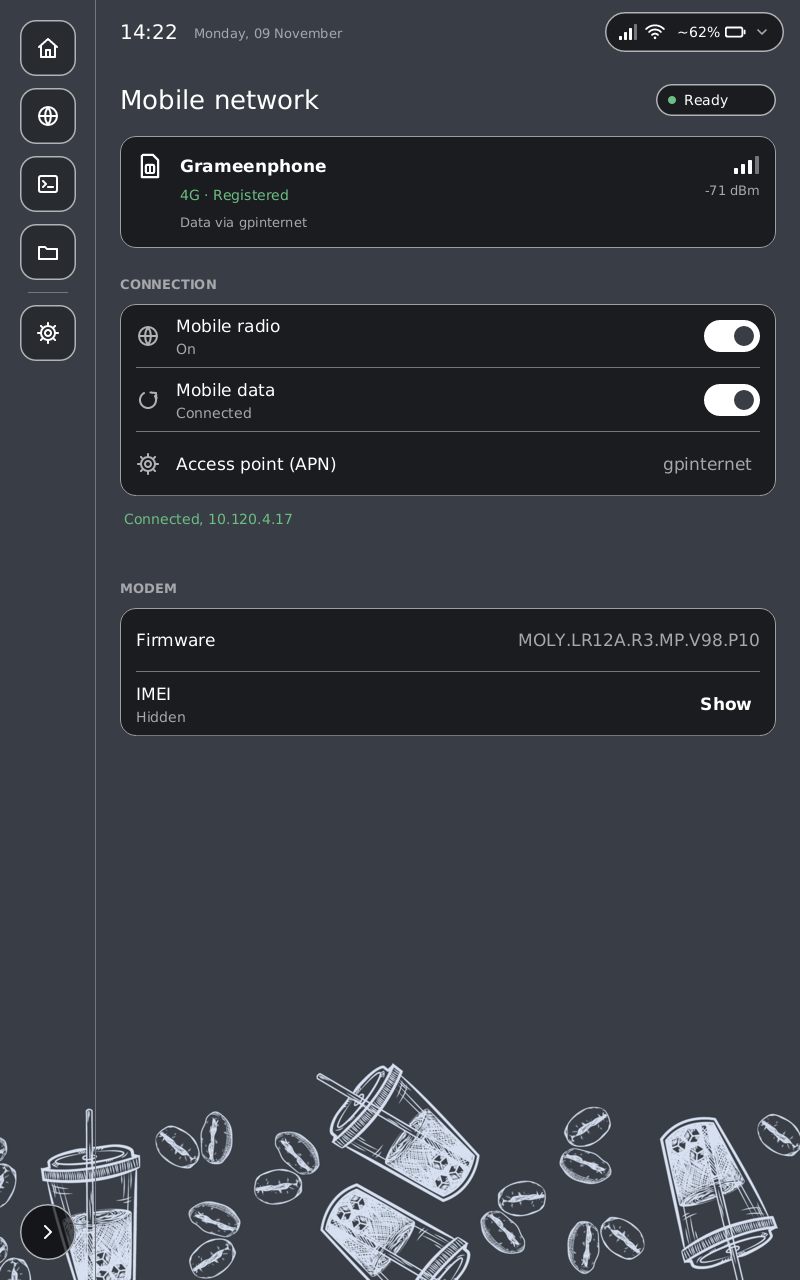 14:22 Monday, 09 November
~62%
Mobile network
Ready
Grameenphone
4G · Registered
-71 dBm
Data via gpinternet
CONNECTION
Mobile radio
On
Mobile data
Connected
Access point (APN) gpinternet
Connected, 10.120.4.17
MODEM
Firmware MOLY.LR12A.R3.MP.V98.P10
IMEI
Hidden
Show